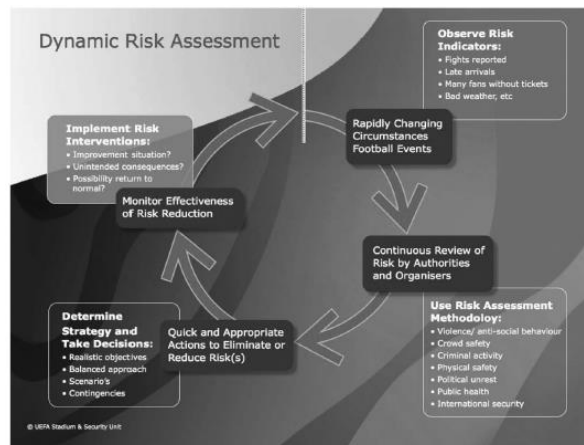 Dynamic Risk Assessment
Observe Risk
Indicators:
• Fights reported
• Late arrivals
• Many fans without tickets
• Bad weather, etc
Rapidly Changing
Circumstances
Football Events
Continuous Review of
Risk by Authorities
and Organisers
Use Risk Assessment
Methodoloy:
• Violence/ anti-social behaviour
• Crowd safety
• Criminal activity
• Physical safety
• Political unrest
• Public health
• International security
Quick and Appropriate
Actions to Eliminate or
Reduce Risk(s)
Determine
Strategy and
Take Decisions:
• Realistic objectives
• Balanced approach
• Scenario's
• Contingencies
Monitor Effectiveness
of Risk Reduction
Implement Risk
Interventions:
• Improvement situation?
• Unintended consequences?
• Possibility return to
normal?
© UEFA Stadium & Security Unit